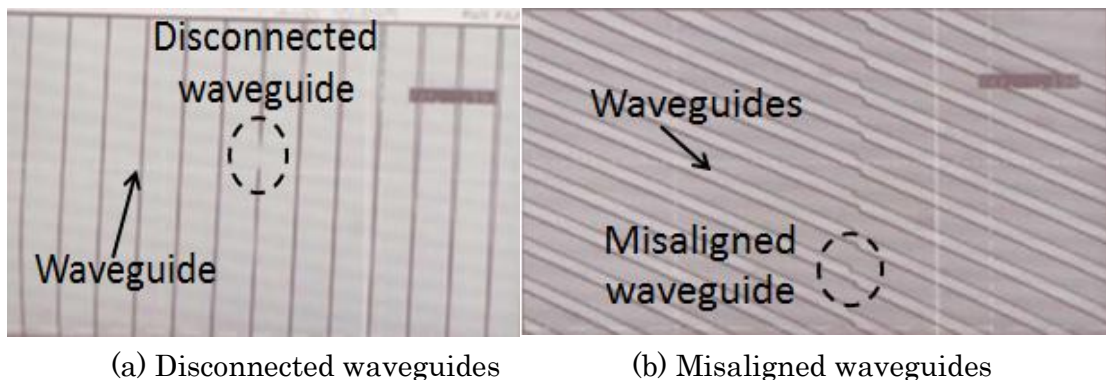 Disconnected
waveguide
Waveguide
Waveguides
Misaligned
waveguide
(a) Disconnected waveguides
(b) Misaligned waveguides